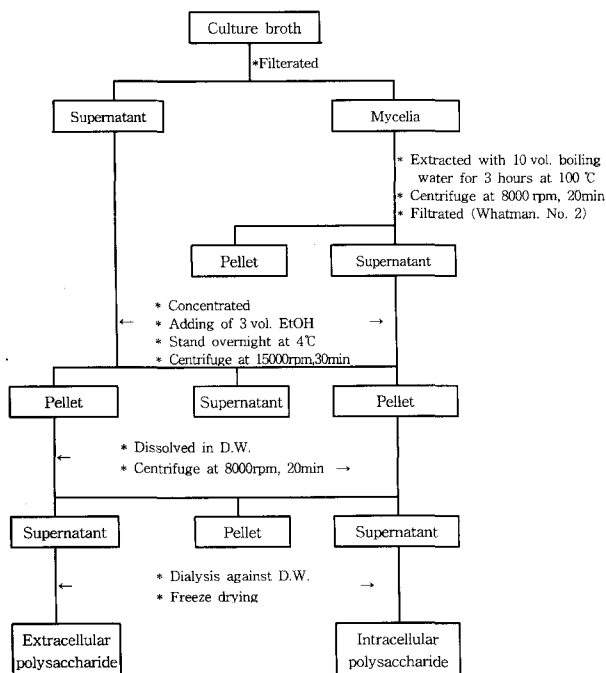 Culture broth
*Filterated
Supernatant
Mycelia
* Extracted with 10 vol. boiling
water for 3 hours at 100 ℃
* Centrifuge at 8000 rpm, 20min
* Filtrated (Whatman. No. 2)
Pellet
Supernatant
* Concentrated
← * Adding of 3 vol. EtOH →
* Stand overnight at 4℃
* Centrifuge at 15000rpm,30min
Pellet
Supernatant
Pellet
* Dissolved in D.W.
←
* Centrifuge at 8000rpm, 20min →
Supernatant
Pellet
Supernatant
* Dialysis against D.W.
← →
* Freeze drying
Extracellular
polysaccharide
Intracellular
polysaccharide